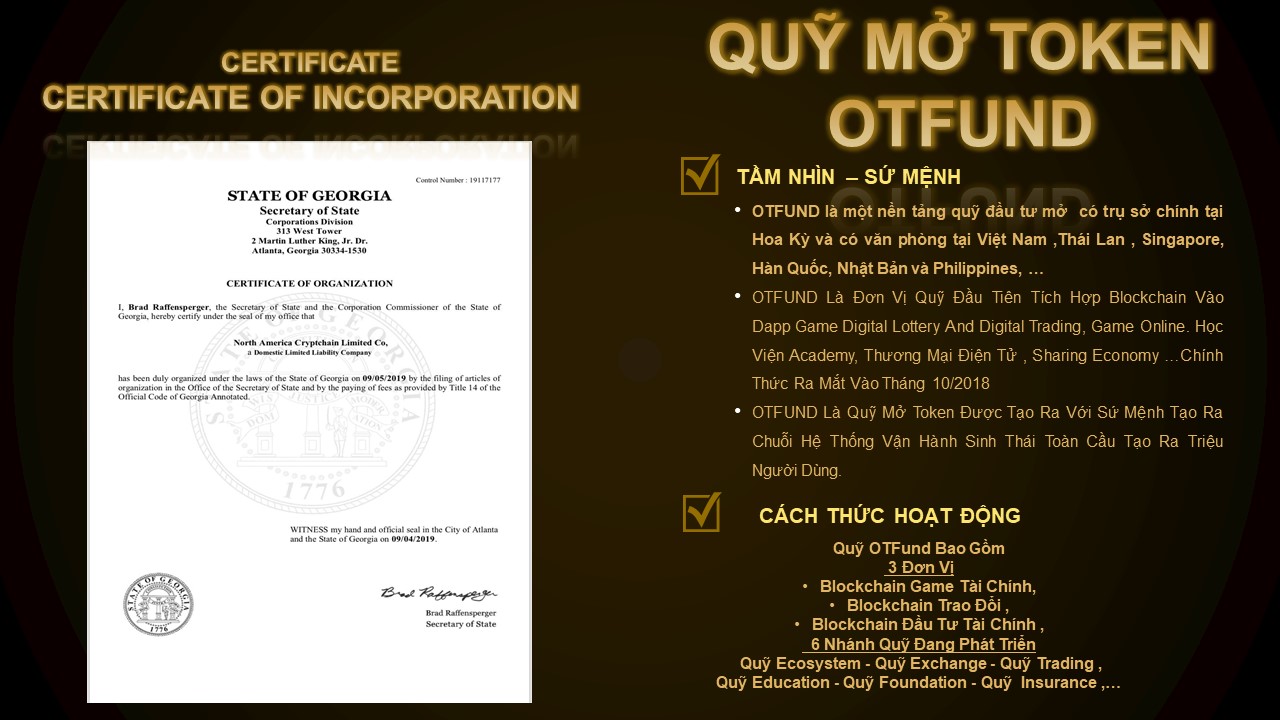 CERTIFICATE
CERTIFICATE OF INCORPORATION
Control Number : 19117177
STATE OF GEORGIA
Secretary of State
Corporations Division
313 West Tower
2 Martin Luther King, Jr. Dr.
Atlanta, Georgia 30334-1530
CERTIFICATE OF ORGANIZATION
I, Brad Raffensperger, the Secretary of State and the Corporation Commissioner of the State of
Georgia, hereby certify under the seal of my office that
North America Cryptchain Limited Co,
a Domestic Limited Liability Company
has been duly organized under the laws of the State of Georgia on 09/05/2019 by the filing of articles of
organization in the Office of the Secretary of State and by the paying of fees as provided by Title 14 of the
Official Code of Georgia Annotated.
WITNESS my hand and official seal in the City of Atlanta
and the State of Georgia on 09/04/2019.
STATE OF GEORGIA
1776
Brad Raffensperger
Brad Raffensperger
Secretary of State
STATE OF GEORGIA
1776
QUỸ MỞ TOKEN
OTFUND
TẦM NHÌN – SỨ MỆNH
• OTFUND là một nền tảng quỹ đầu tư mở có trụ sở chính tại
Hoa Kỳ và có văn phòng tại Việt Nam ,Thái Lan , Singapore,
Hàn Quốc, Nhật Bản và Philippines, …
• OTFUND Là Đơn Vị Quỹ Đầu Tiên Tích Hợp Blockchain Vào
Dapp Game Digital Lottery And Digital Trading, Game Online. Học
Viện Academy, Thương Mại Điện Tử , Sharing Economy …Chính
Thức Ra Mắt Vào Tháng 10/2018
• OTFUND Là Quỹ Mở Token Được Tạo Ra Với Sứ Mệnh Tạo Ra
Chuỗi Hệ Thống Vận Hành Sinh Thái Toàn Cầu Tạo Ra Triệu
Người Dùng.
CÁCH THỨC HOẠT ĐỘNG
Quỹ OTFund Bao Gồm
3 Đơn Vị
• Blockchain Game Tài Chính,
• Blockchain Trao Đổi ,
• Blockchain Đầu Tư Tài Chính ,
6 Nhánh Quỹ Đang Phát Triển
Quỹ Ecosystem - Quỹ Exchange - Quỹ Trading ,
Quỹ Education - Quỹ Foundation - Quỹ Insurance ,…